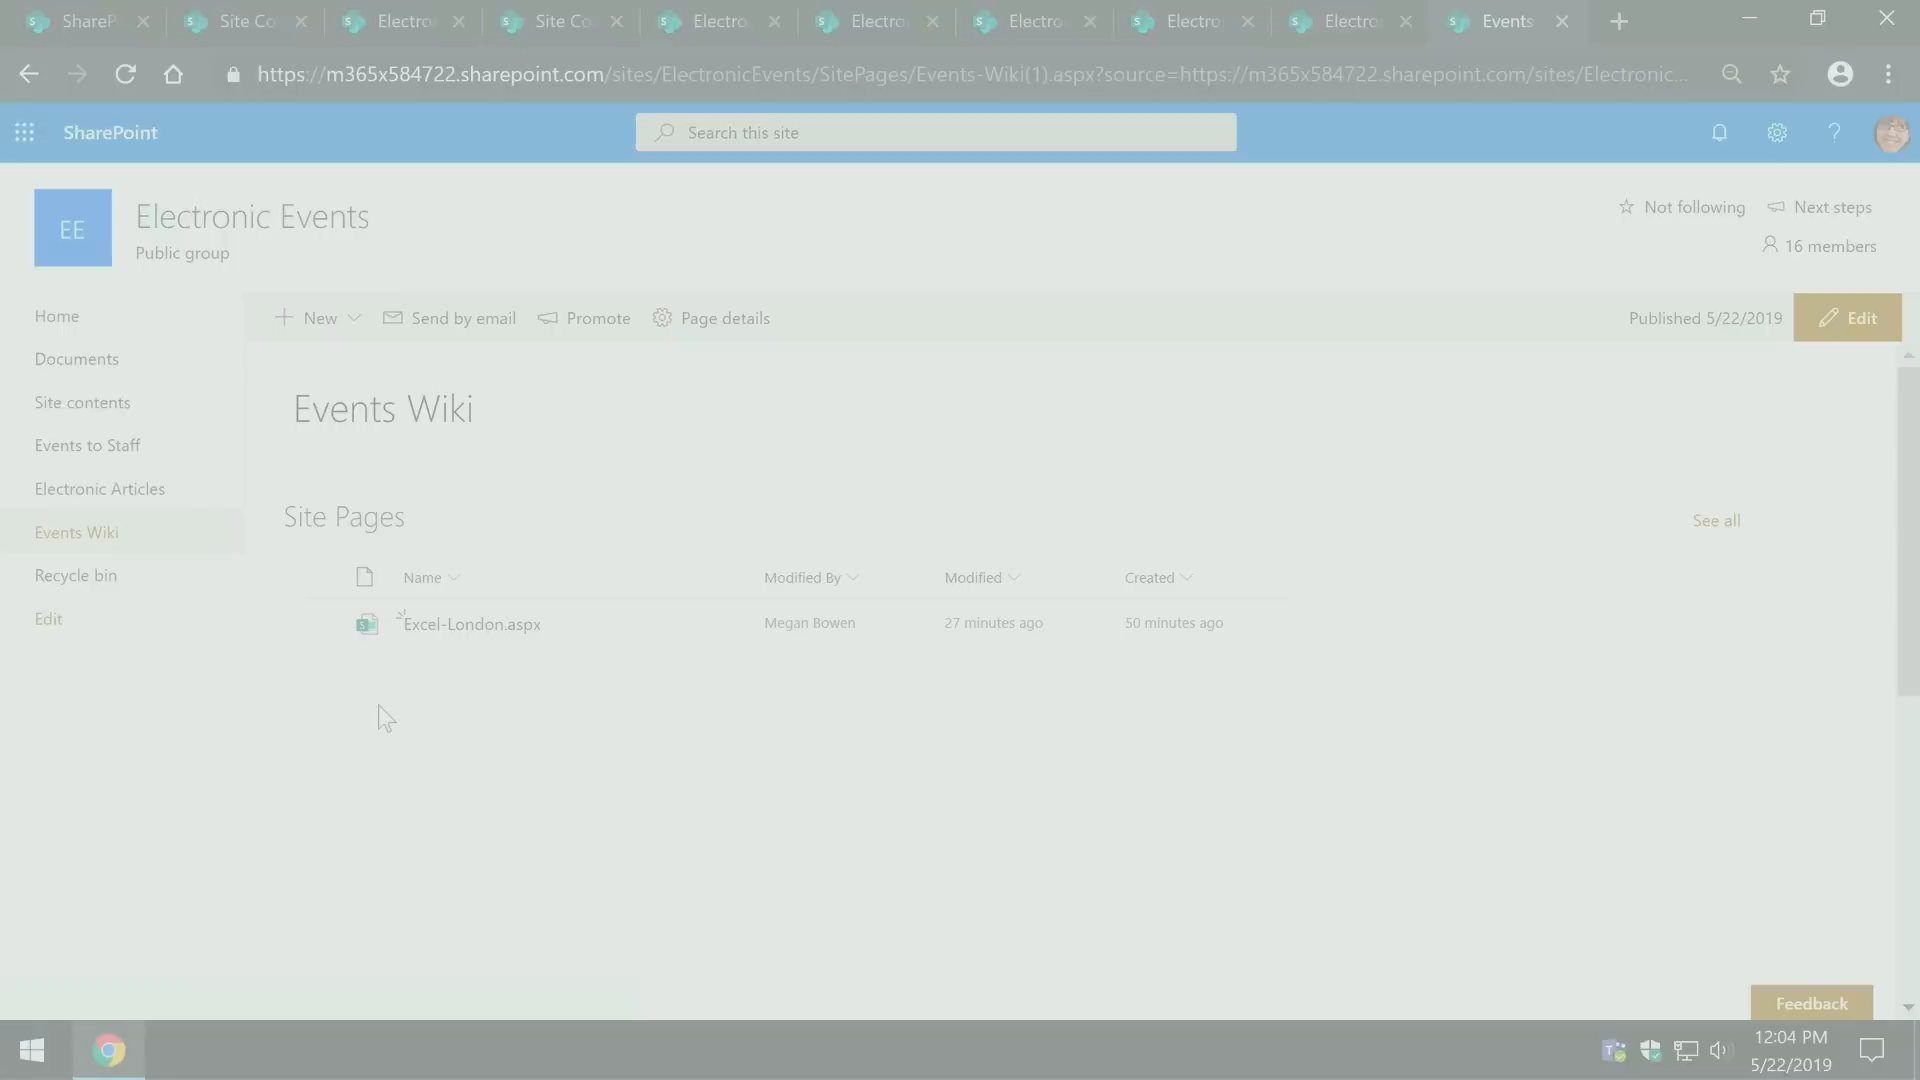 ShareP
Site Co
Electro
Site Co
Electro
Electro
Electro
Electro
Electro
Events
https://m365x584722.sharepoint.com/sites/ElectronicEvents/SitePages/Events-Wiki(1).aspx?source=https://m365x584722.sharepoint.com/sites/Electronic...
SharePoint
Search this site
EE
Electronic Events
Public group
Not following
Next steps
16 members
Home
Documents
Site contents
Events to Staff
Electronic Articles
Events Wiki
Recycle bin
Edit
New
Send by email
Promote
Page details
Published 5/22/2019
Edit
Events Wiki
Site Pages
See all
Name
Modified By
Modified
Created
Excel-London.aspx
Megan Bowen
27 minutes ago
50 minutes ago
Feedback
12:04 PM
5/22/2019